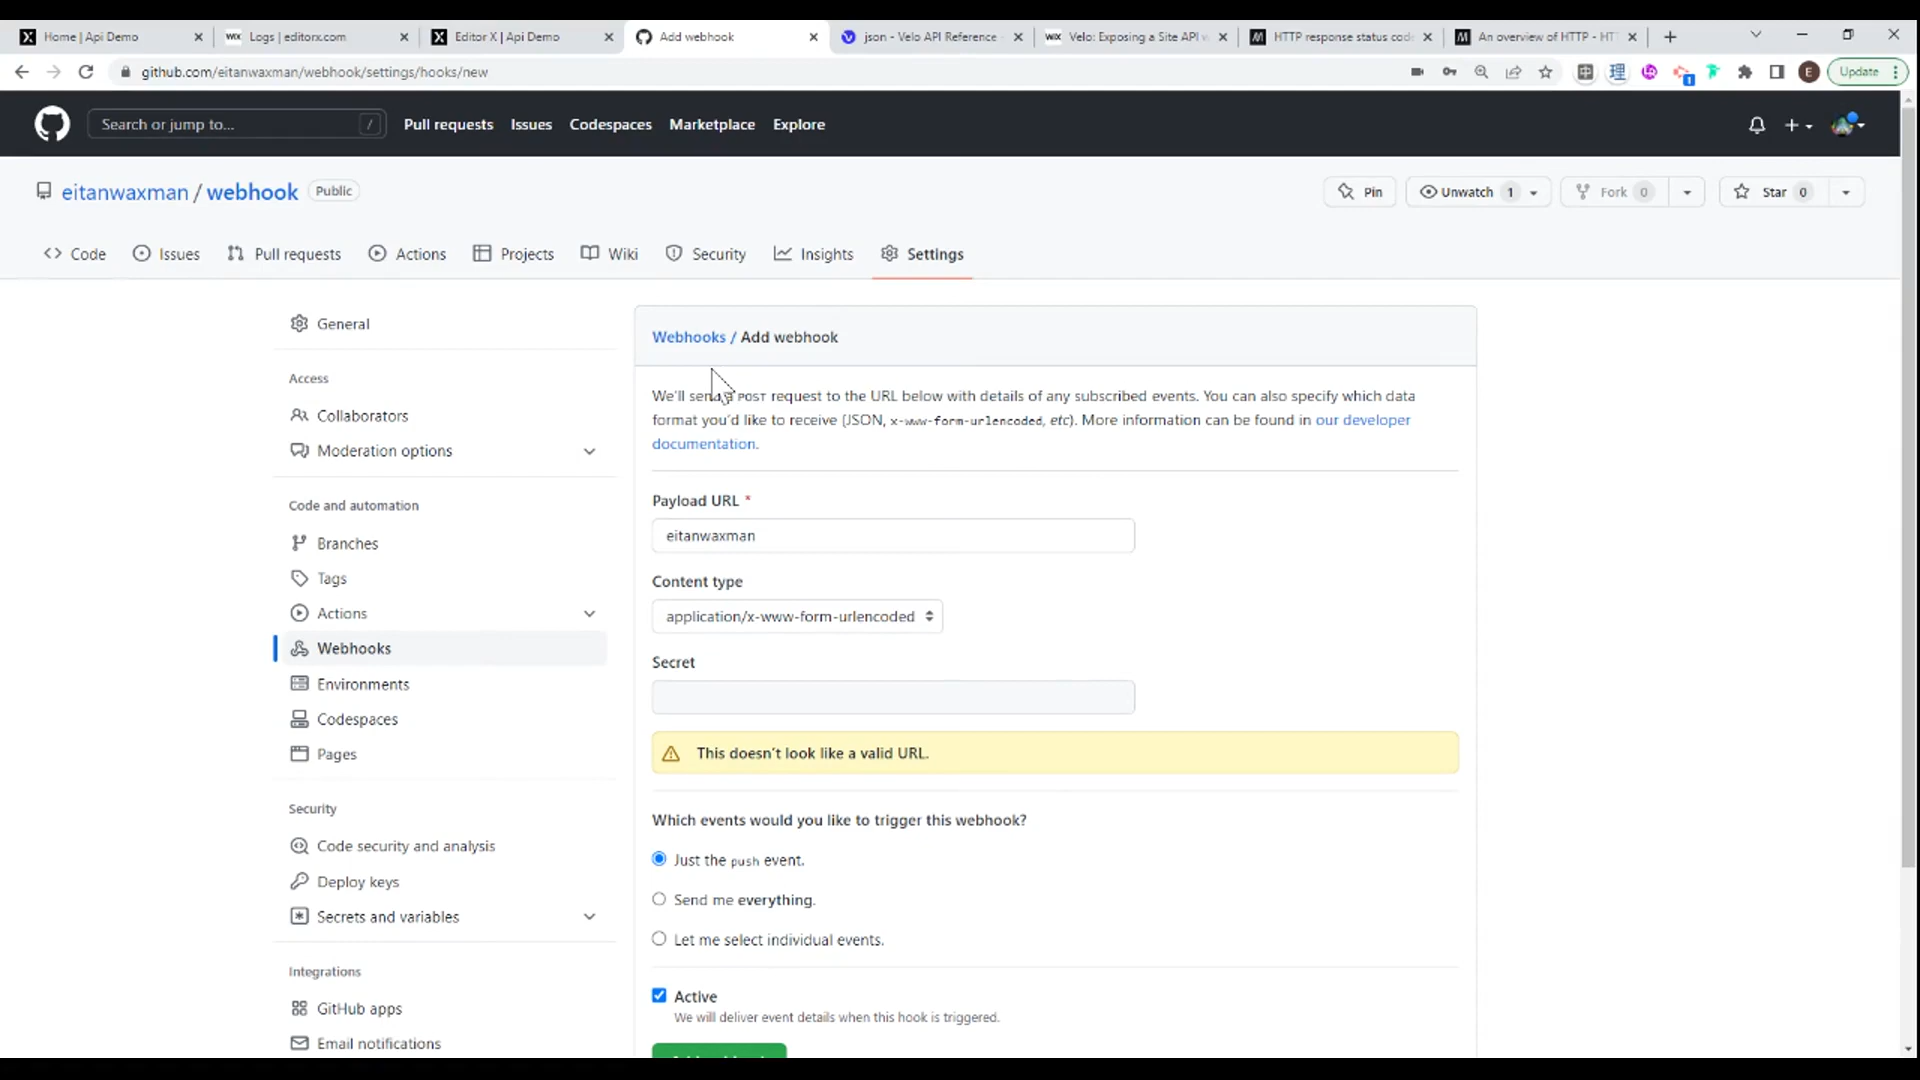 Home | Api Demo
WIX Logs | editorx.com
Editor X | Api Demo
Add webhook
json - Velo API Reference
WIX Velo: Exposing a Site API w
HTTP response status cod
An overview of HTTP - HT
github.com/eitanwaxman/webhook/settings/hooks/new
E
Update
Search or jump to...
/
Pull requests
Issues
Codespaces
Marketplace
Explore
eitanwaxman / webhook
Public
Pin
Unwatch 1
Fork 0
Star 0
Code
Issues
Pull requests
Actions
Projects
Wiki
Security
Insights
Settings
General
Access
Collaborators
Moderation options
Code and automation
Branches
Tags
Actions
Webhooks
Environments
Codespaces
Pages
Security
Code security and analysis
Deploy keys
Secrets and variables
Integrations
GitHub apps
Email notifications
Webhooks / Add webhook
We'll send a POST request to the URL below with details of any subscribed events. You can also specify which data
format you'd like to receive (JSON, x-www-form-urlencoded, etc). More information can be found in our developer
documentation.
Payload URL *
eitanwaxman
Content type
application/x-www-form-urlencoded
Secret
This doesn't look like a valid URL.
Which events would you like to trigger this webhook?
Just the push event.
Send me everything.
Let me select individual events.
Active
We will deliver event details when this hook is triggered.